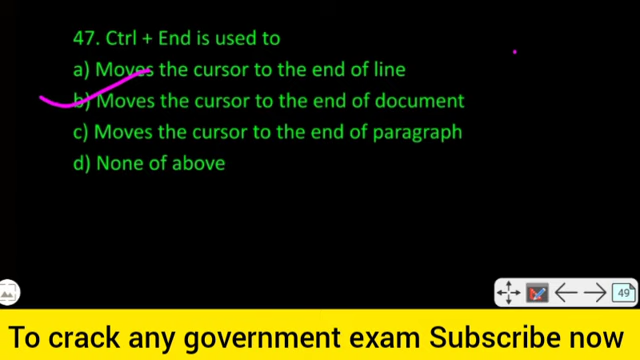 47. Ctrl + End is used to
a) Moves the cursor to the end of line
b) Moves the cursor to the end of document
c) Moves the cursor to the end of paragraph
d) None of above
49
To crack any government exam Subscribe now